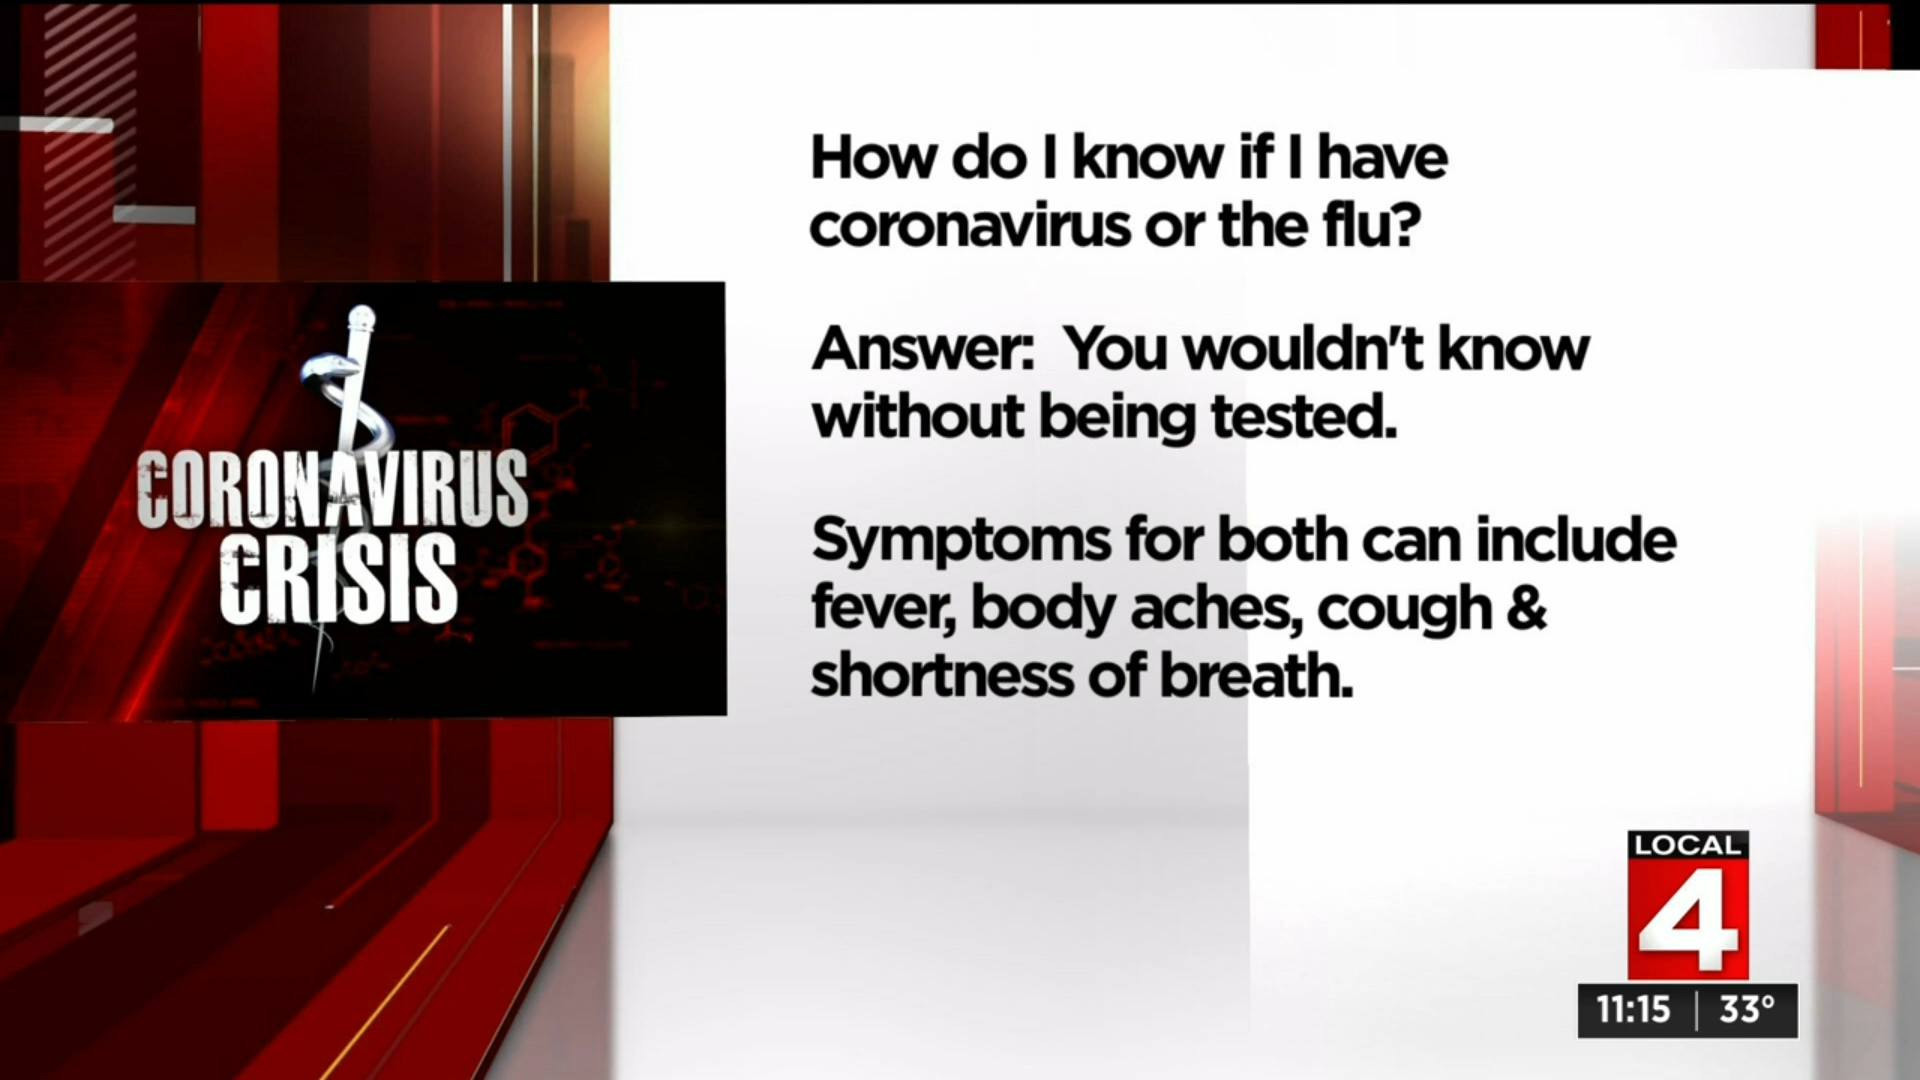 How do I know if I have
coronavirus or the flu?
Answer: You wouldn't know
without being tested.
Symptoms for both can include
fever, body aches, cough &
shortness of breath.
CORONAVIRUS
CRISIS
LOCAL
4
11:15 33°